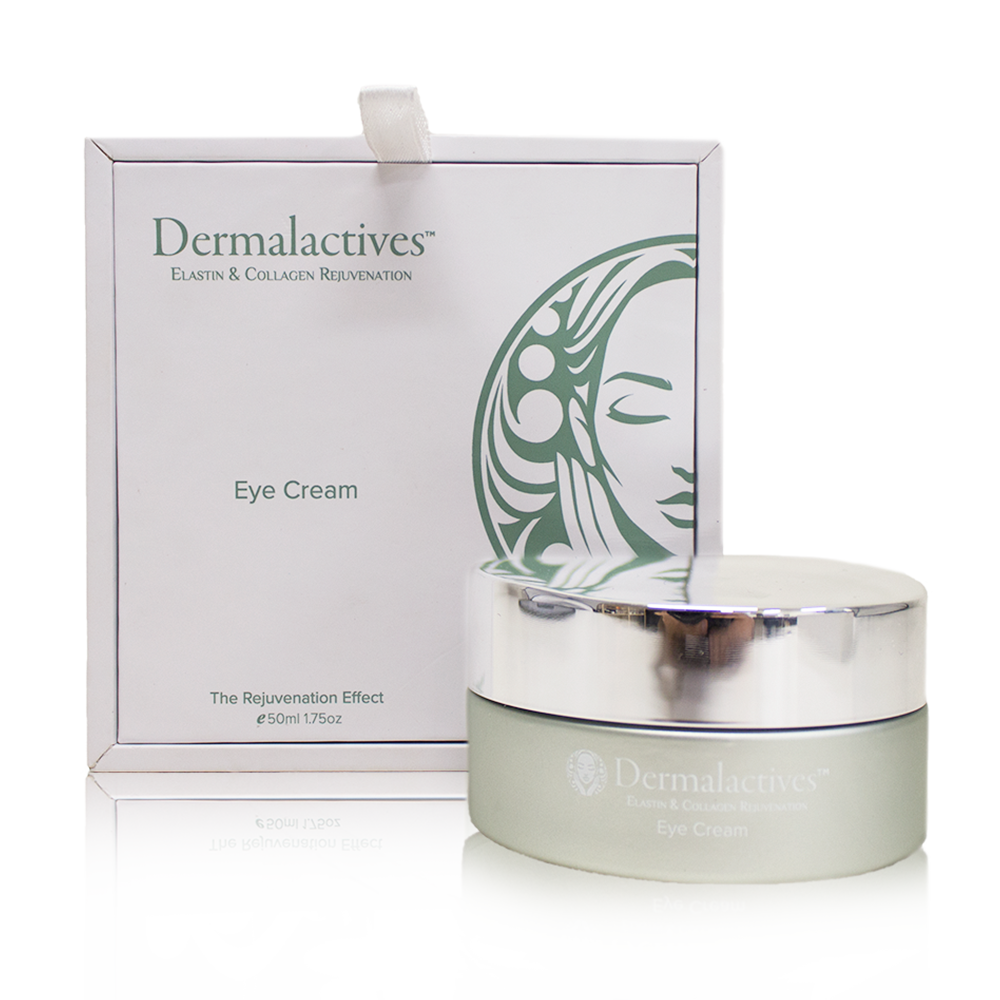 Dermalactives™
ELASTIN & COLLAGEN REJUVENATION
Eye Cream
The Rejuvenation Effect
℮50ml 1.75oz
Dermalactives™
ELASTIN & COLLAGEN REJUVENATION
Eye Cream